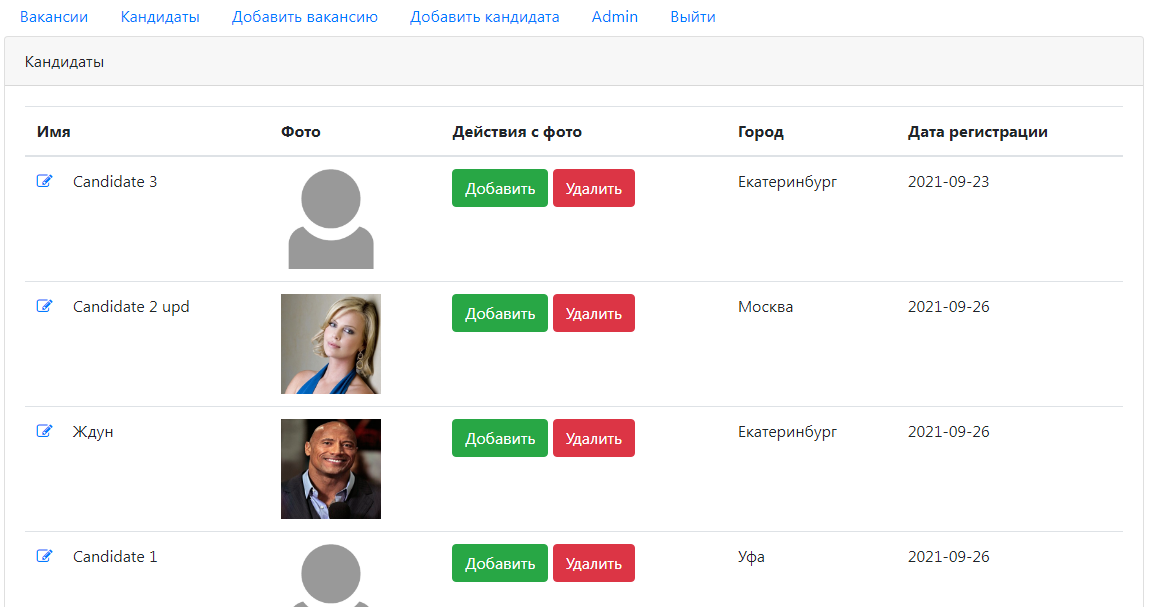 Вакансии Кандидаты Добавить вакансию Добавить кандидата Admin Выйти
Кандидаты
Имя Фото Действия с фото Город Дата регистрации
Candidate 3 Добавить Удалить Екатеринбург 2021-09-23
Candidate 2 upd Добавить Удалить Москва 2021-09-26
Ждун Добавить Удалить Екатеринбург 2021-09-26
Candidate 1 Добавить Удалить Уфа 2021-09-26